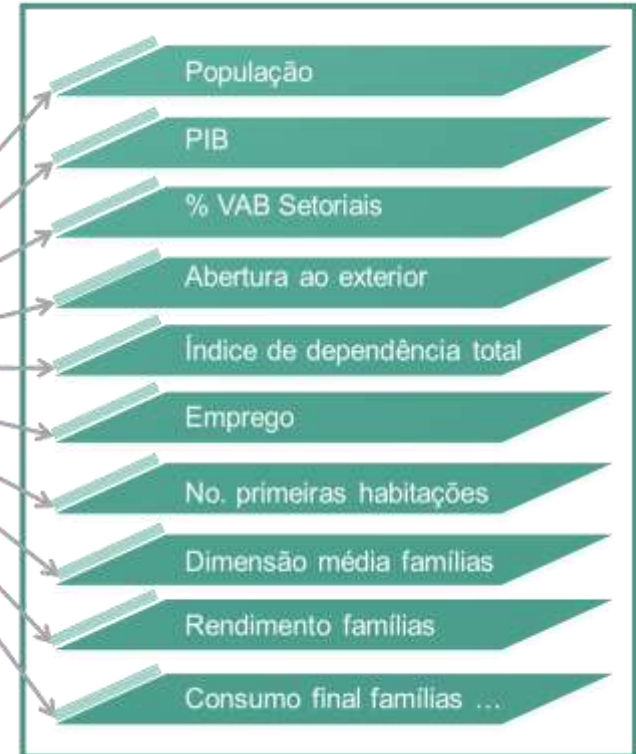 População
PIB
% VAB Setoriais
Abertura ao exterior
Índice de dependência total
Emprego
No. primeiras habitações
Dimensão média famílias
Rendimento famílias
Consumo final famílias ...